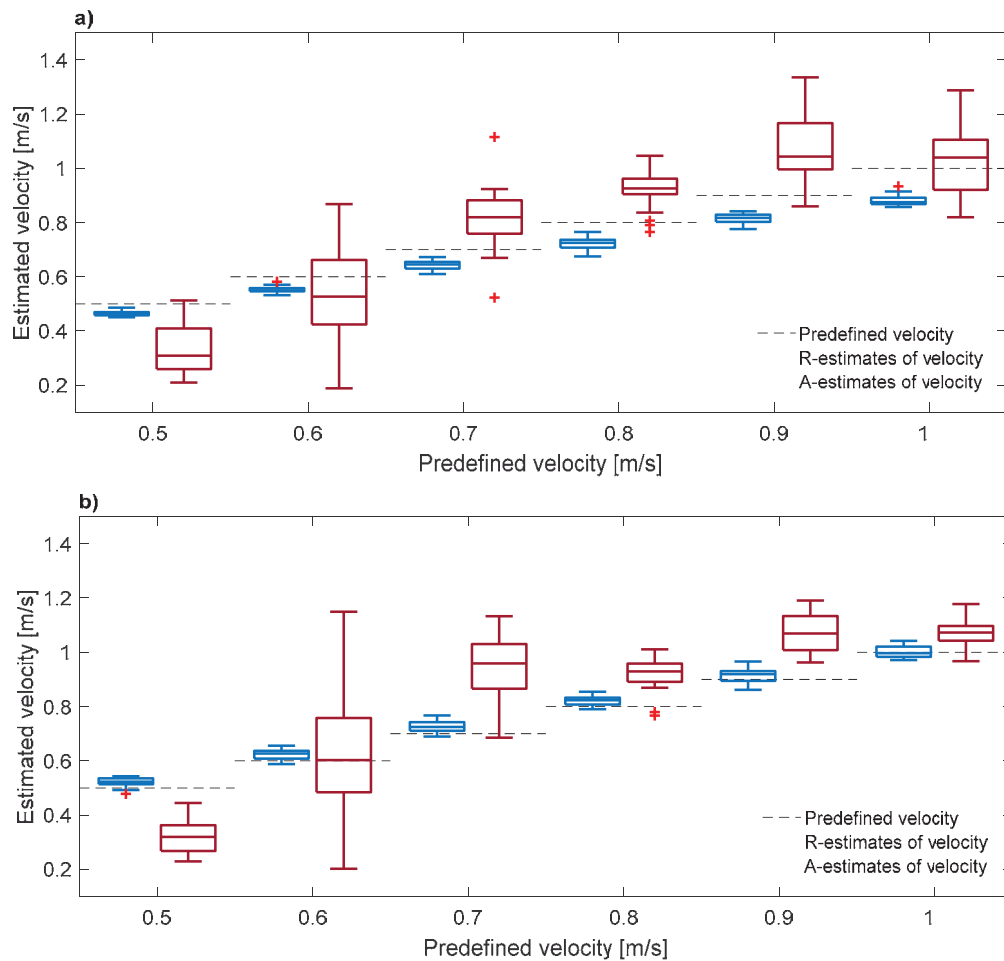 a)
1.4
1.2
1
0.8
0.6
0.4
0.2
Estimated velocity [m/s]
Predefined velocity
R-estimates of velocity
A-estimates of velocity
0.5 0.6 0.7 0.8 0.9 1
Predefined velocity [m/s]
b)
1.4
1.2
1
0.8
0.6
0.4
0.2
Estimated velocity [m/s]
Predefined velocity
R-estimates of velocity
A-estimates of velocity
0.5 0.6 0.7 0.8 0.9 1
Predefined velocity [m/s]